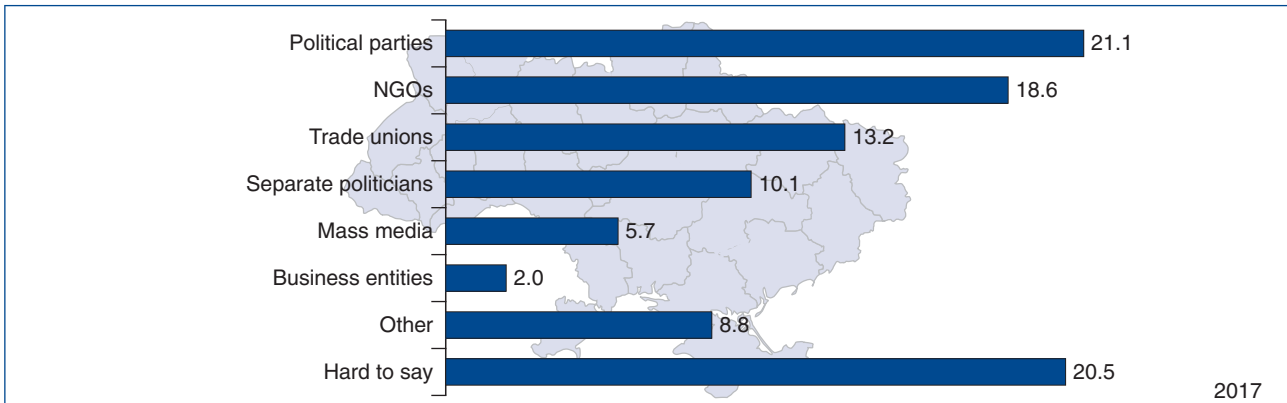 Political parties 21.1
NGOs 18.6
Trade unions 13.2
Separate politicians 10.1
Mass media 5.7
Business entities 2.0
Other 8.8
Hard to say 20.5
2017